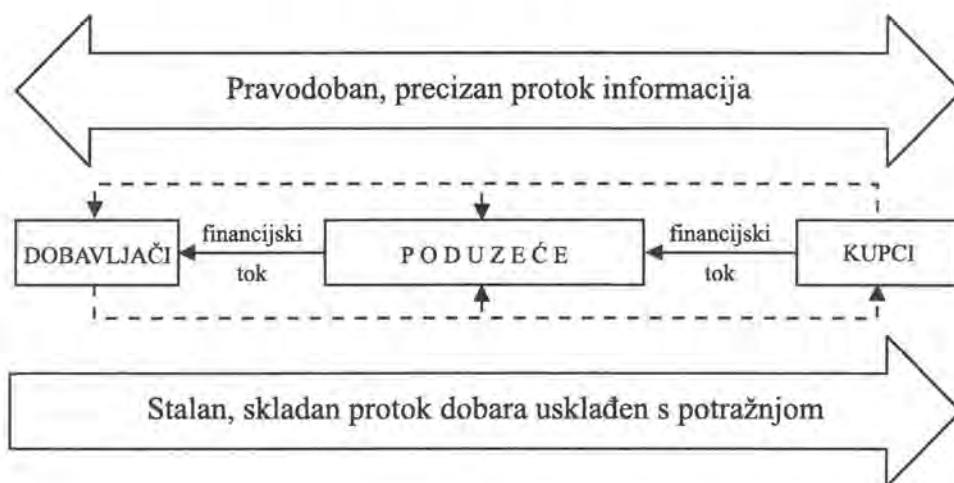 Pravodoban, precizan protok informacija
DOBAVLJAČI
financijski
tok
PODUZEĆE
financijski
tok
KUPCI
Stalan, skladan protok dobara usklađen s potražnjom